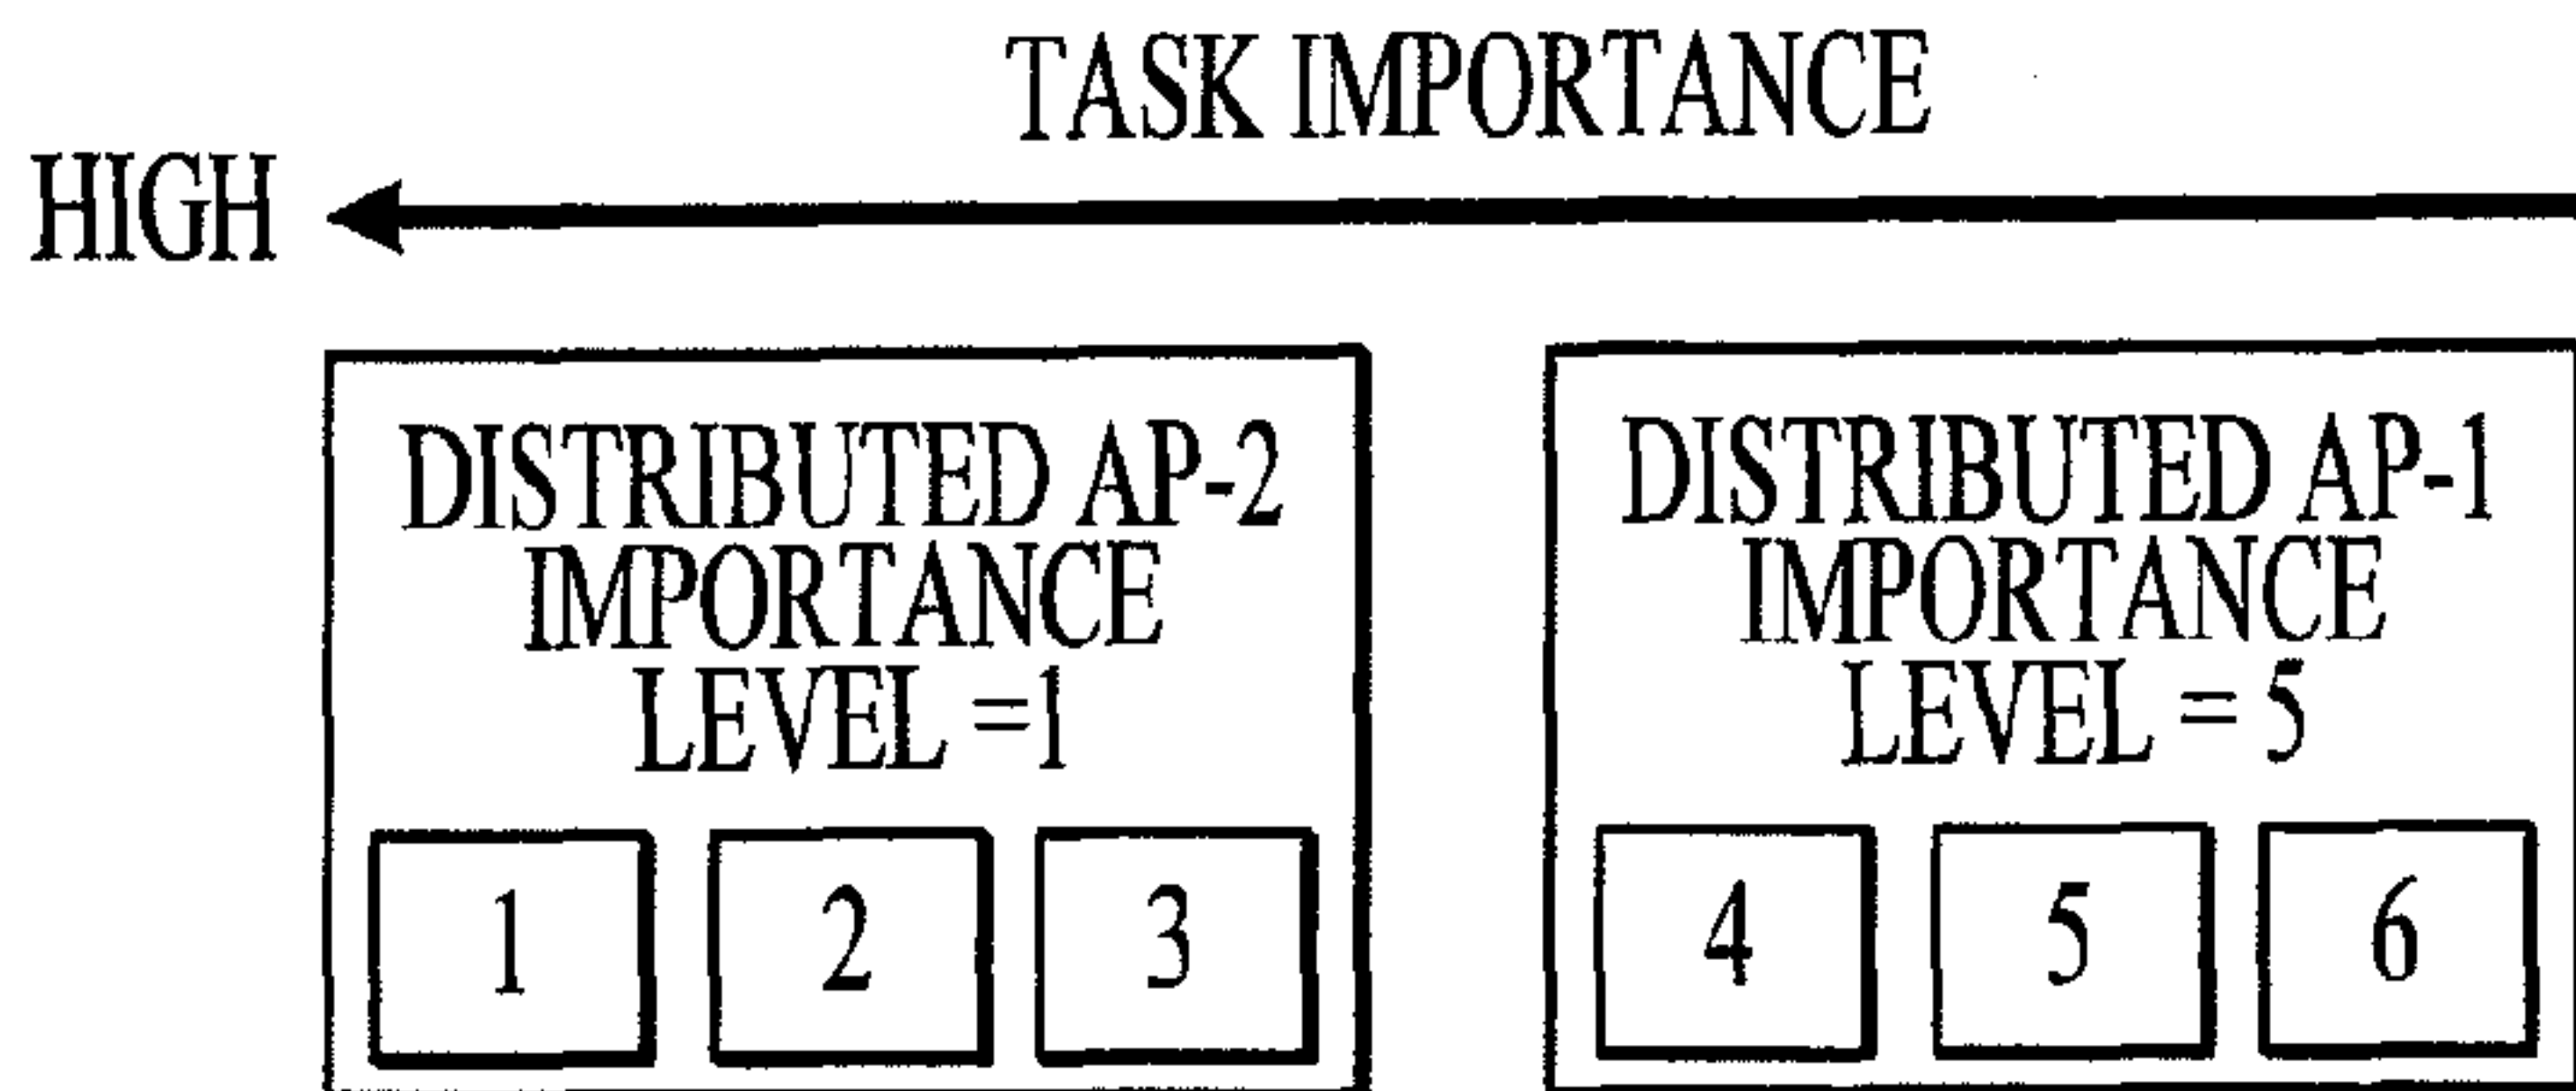 TASK IMPORTANCE
HIGH
DISTRIBUTED AP-2
IMPORTANCE
LEVEL =1
1 2 3
DISTRIBUTED AP-1
IMPORTANCE
LEVEL = 5
4 5 6